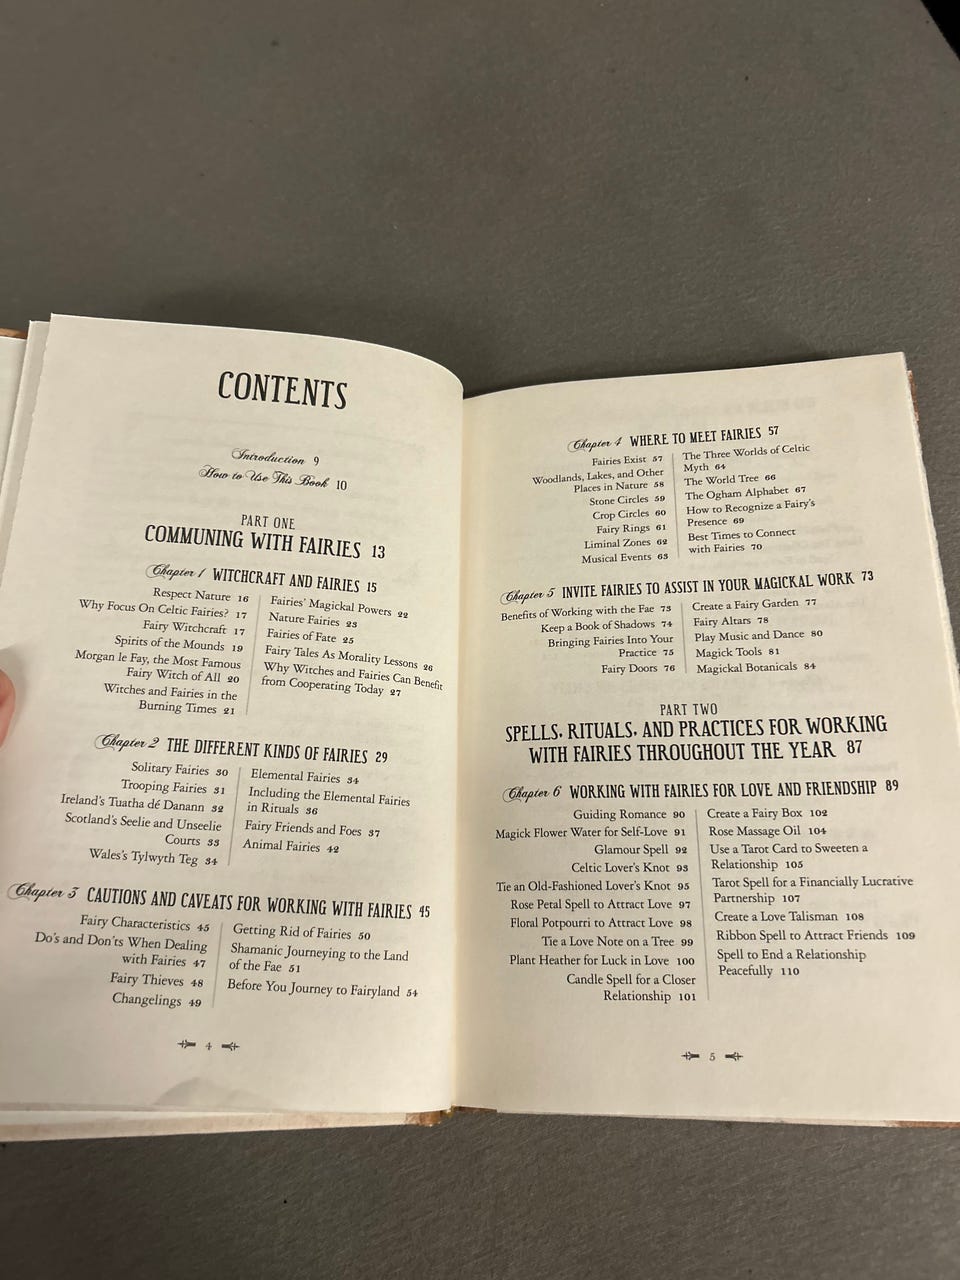 CONTENTS
Introduction 9
How to Use This Book 10
PART ONE
COMMUNING WITH FAIRIES 13
Chapter 1 WITCHCRAFT AND FAIRIES 15
Respect Nature 16
Why Focus On Celtic Fairies? 17
Fairy Witchcraft 17
Spirits of the Mounds 19
Morgan le Fay, the Most Famous
Fairy Witch of All 20
Witches and Fairies in the
Burning Times 21
Fairies' Magickal Powers 22
Nature Fairies 23
Fairies of Fate 25
Fairy Tales As Morality Lessons 26
Why Witches and Fairies Can Benefit
from Cooperating Today 27
Chapter 2 THE DIFFERENT KINDS OF FAIRIES 29
Solitary Fairies 30
Trooping Fairies 31
Ireland's Tuatha dé Danann 32
Scotland's Seelie and Unseelie
Courts 33
Wales's Tylwyth Teg 34
Elemental Fairies 34
Including the Elemental Fairies
in Rituals 36
Fairy Friends and Foes 37
Animal Fairies 42
Chapter 3 CAUTIONS AND CAVEATS FOR WORKING WITH FAIRIES 45
Fairy Characteristics 45
Do's and Don'ts When Dealing
with Fairies 47
Fairy Thieves 48
Changelings 49
Getting Rid of Fairies 50
Shamanic Journeying to the Land
of the Fae 51
Before You Journey to Fairyland 54
4
Chapter 4 WHERE TO MEET FAIRIES 57
Fairies Exist 57
Woodlands, Lakes, and Other
Places in Nature 58
Stone Circles 59
Crop Circles 60
Fairy Rings 61
Liminal Zones 62
Musical Events 63
The Three Worlds of Celtic
Myth 64
The World Tree 66
The Ogham Alphabet 67
How to Recognize a Fairy's
Presence 69
Best Times to Connect
with Fairies 70
Chapter 5 INVITE FAIRIES TO ASSIST IN YOUR MAGICKAL WORK 73
Benefits of Working with the Fae 73
Keep a Book of Shadows 74
Bringing Fairies Into Your
Practice 75
Fairy Doors 76
Create a Fairy Garden 77
Fairy Altars 78
Play Music and Dance 80
Magick Tools 81
Magickal Botanicals 84
PART TWO
SPELLS, RITUALS, AND PRACTICES FOR WORKING
WITH FAIRIES THROUGHOUT THE YEAR 87
Chapter 6 WORKING WITH FAIRIES FOR LOVE AND FRIENDSHIP 89
Guiding Romance 90
Magick Flower Water for Self-Love 91
Glamour Spell 92
Celtic Lover's Knot 93
Tie an Old-Fashioned Lover's Knot 95
Rose Petal Spell to Attract Love 97
Floral Potpourri to Attract Love 98
Tie a Love Note on a Tree 99
Plant Heather for Luck in Love 100
Candle Spell for a Closer
Relationship 101
Create a Fairy Box 102
Rose Massage Oil 104
Use a Tarot Card to Sweeten a
Relationship 105
Tarot Spell for a Financially Lucrative
Partnership 107
Create a Love Talisman 108
Ribbon Spell to Attract Friends 109
Spell to End a Relationship
Peacefully 110
5